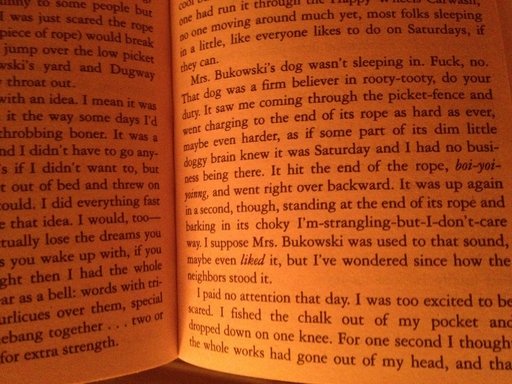 nny to some people but
I was just scared the rope
piece of rope) would break
jump over the low picket
wski's yard and Dugway
throat out.
with an idea. I mean it was
it the way some days I'd
throbbing boner. It was a
nd I didn't have to go any-
's if I didn't want to, but
t out of bed and threw on
could. I did everything fast
e that idea. I would, too—
tually lose the dreams you
s you wake up with, if you
ght then I had the whole
ear as a bell: words with tri-
urlicues over them, special
ebang together . . . two or
for extra strength.
one had run it through the Happy Wheels Carwash,
no one moving around much yet, most folks sleeping
in a little, like everyone likes to do on Saturdays, if
they can.
Mrs. Bukowski's dog wasn't sleeping in. Fuck, no.
That dog was a firm believer in rooty-tooty, do your
duty. It saw me coming through the picket-fence and
went charging to the end of its rope as hard as ever,
maybe even harder, as if some part of its dim little
doggy brain knew it was Saturday and I had no busi-
ness being there. It hit the end of the rope, boi-yoi-
yoinng, and went right over backward. It was up again
in a second, though, standing at the end of its rope and
barking in its choky I'm-strangling-but-I-don't-care
way. I suppose Mrs. Bukowski was used to that sound,
maybe even liked it, but I've wondered since how the
neighbors stood it.
I paid no attention that day. I was too excited to be
scared. I fished the chalk out of my pocket and
dropped down on one knee. For one second I though
the whole works had gone out of my head, and tha